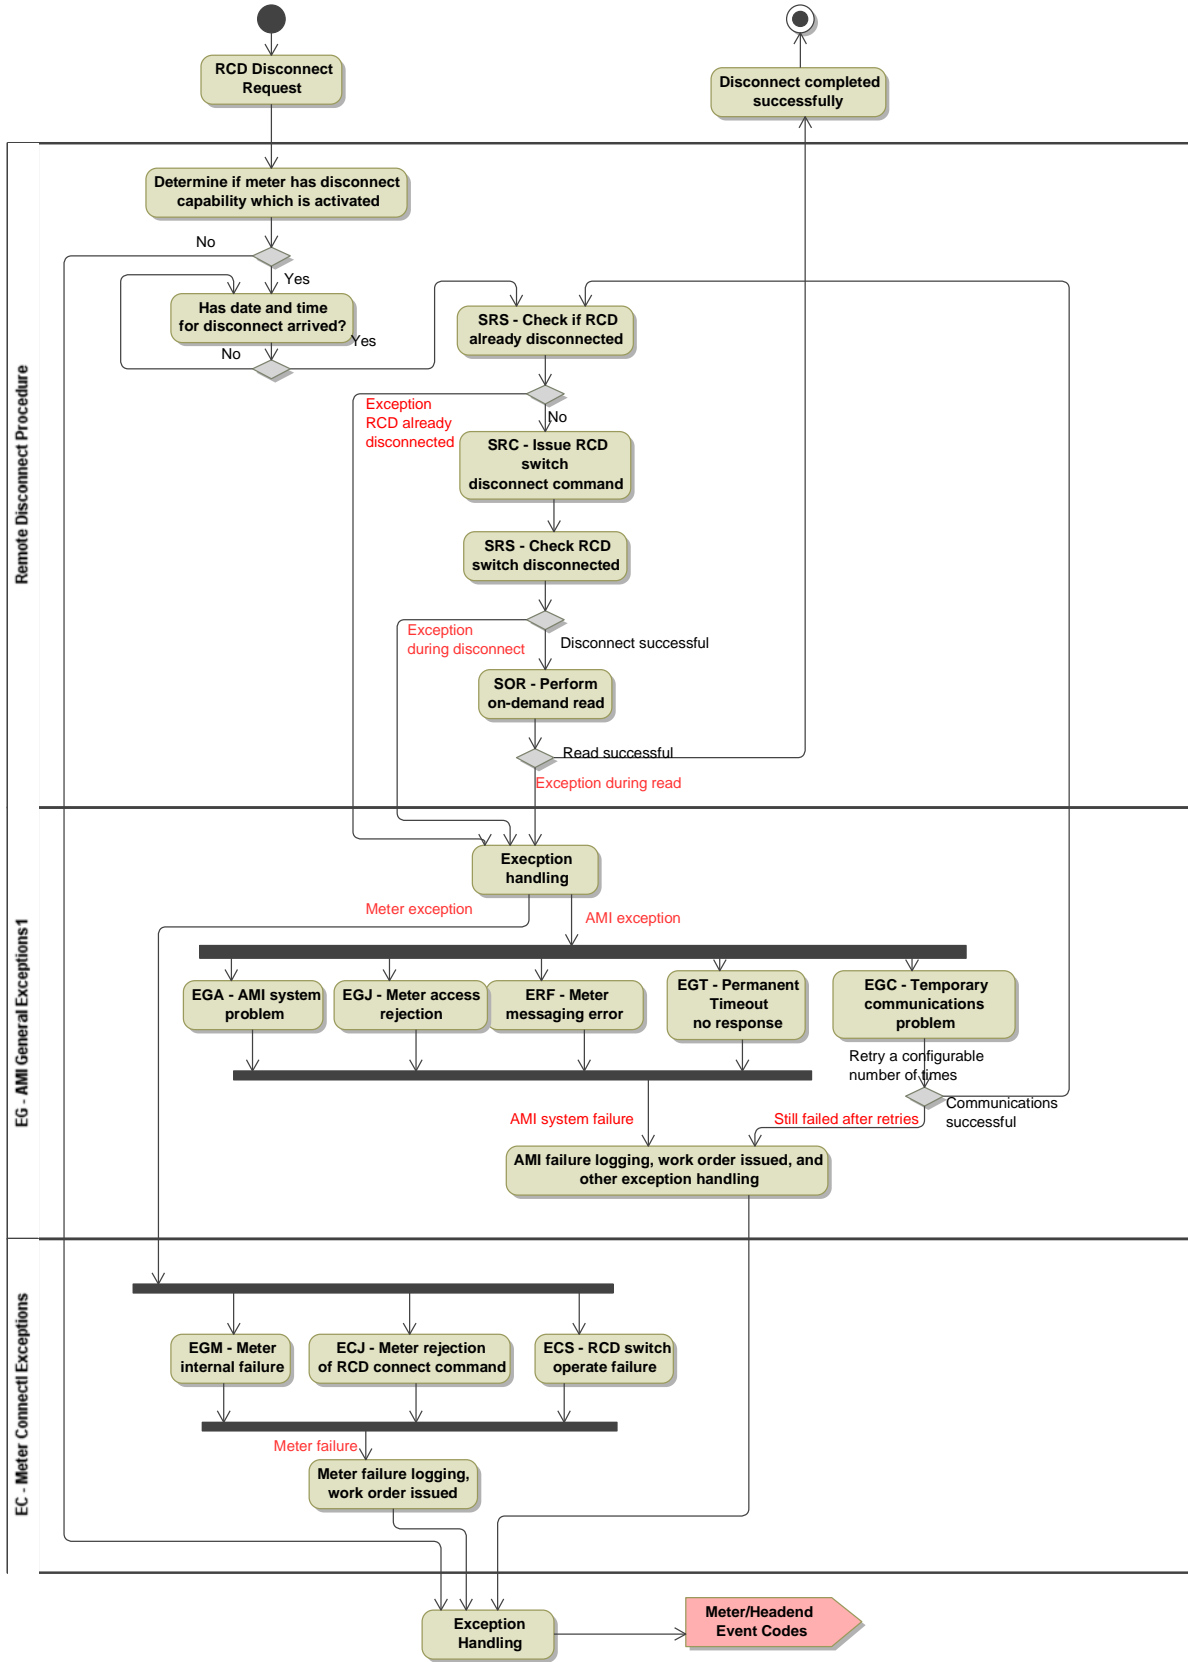 RCD Disconnect
Request
Disconnect completed
successfully
Remote Disconnect Procedure
Determine if meter has disconnect
capability which is activated
No
Yes
Has date and time
for disconnect arrived?
Yes
No
SRS - Check if RCD
already disconnected
Exception
RCD already
disconnected
No
SRC - Issue RCD
switch
disconnect command
SRS - Check RCD
switch disconnected
Exception
during disconnect
Disconnect successful
SOR - Perform
on-demand read
Read successful
Exception during read
EG - AMI General Exceptions1
Execption
handling
Meter exception
AMI exception
EGA - AMI system
problem
EGJ - Meter access
rejection
ERF - Meter
messaging error
EGT - Permanent
Timeout
no response
EGC - Temporary
communications
problem
Retry a configurable
number of times
Communications
successful
AMI system failure
Still failed after retries
AMI failure logging, work order issued, and
other exception handling
EC - Meter Connectl Exceptions
EGM - Meter
internal failure
ECJ - Meter rejection
of RCD connect command
ECS - RCD switch
operate failure
Meter failure
Meter failure logging,
work order issued
Exception
Handling
Meter/Headend
Event Codes